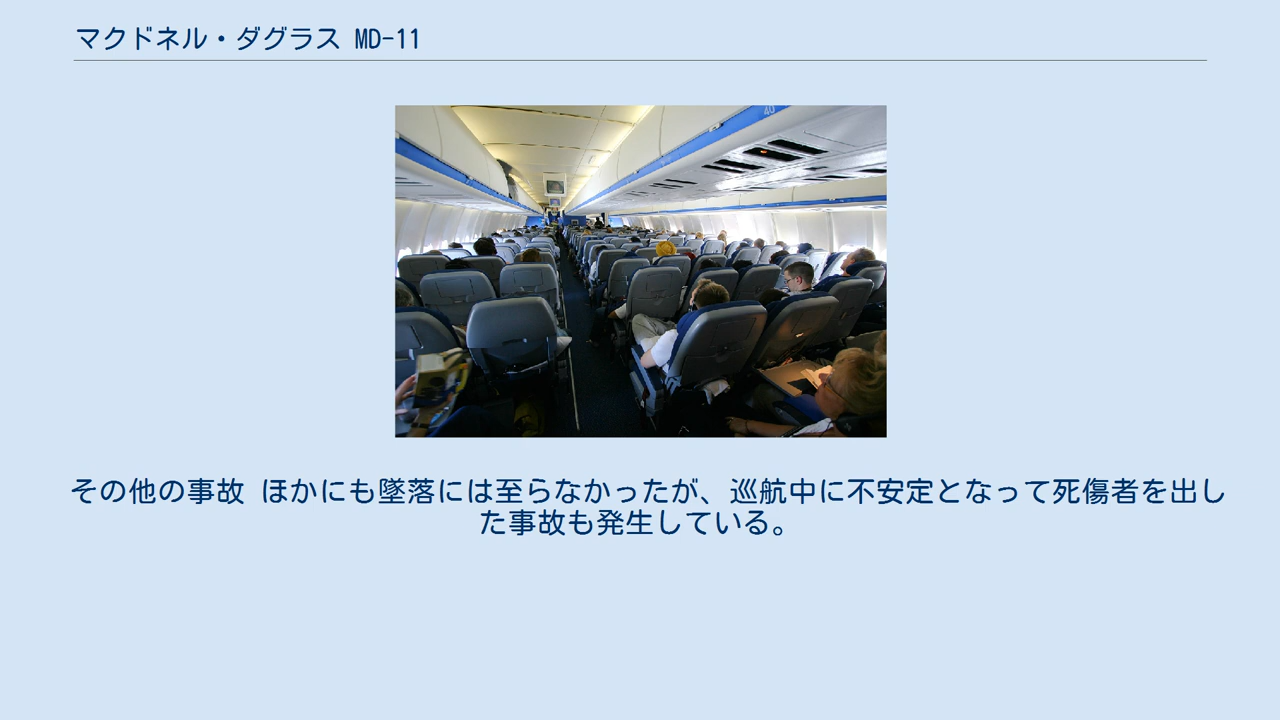 マクドネル・ダグラス MD-11
40
その他の事故 ほかにも墜落には至らなかったが、巡航中に不安定となって死傷者を出し
た事故も発生している。